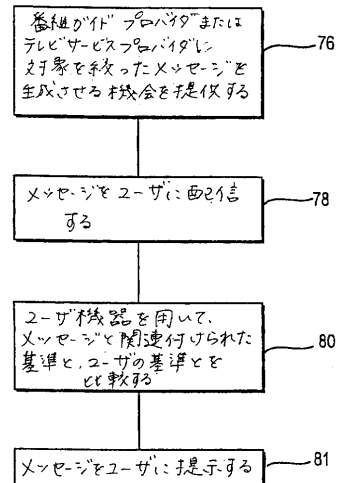 番組ガイド プロバイダまたは
テレビサービスプロバイダに
対象を絞ったメッセージを
生成させる機会を提供する
76
メッセージをユーザに配信
する
78
ユーザ機器を用いて、
メッセージと関連付けられた
基準と、ユーザの基準とを
比較する
80
メッセージをユーザに提示する
81